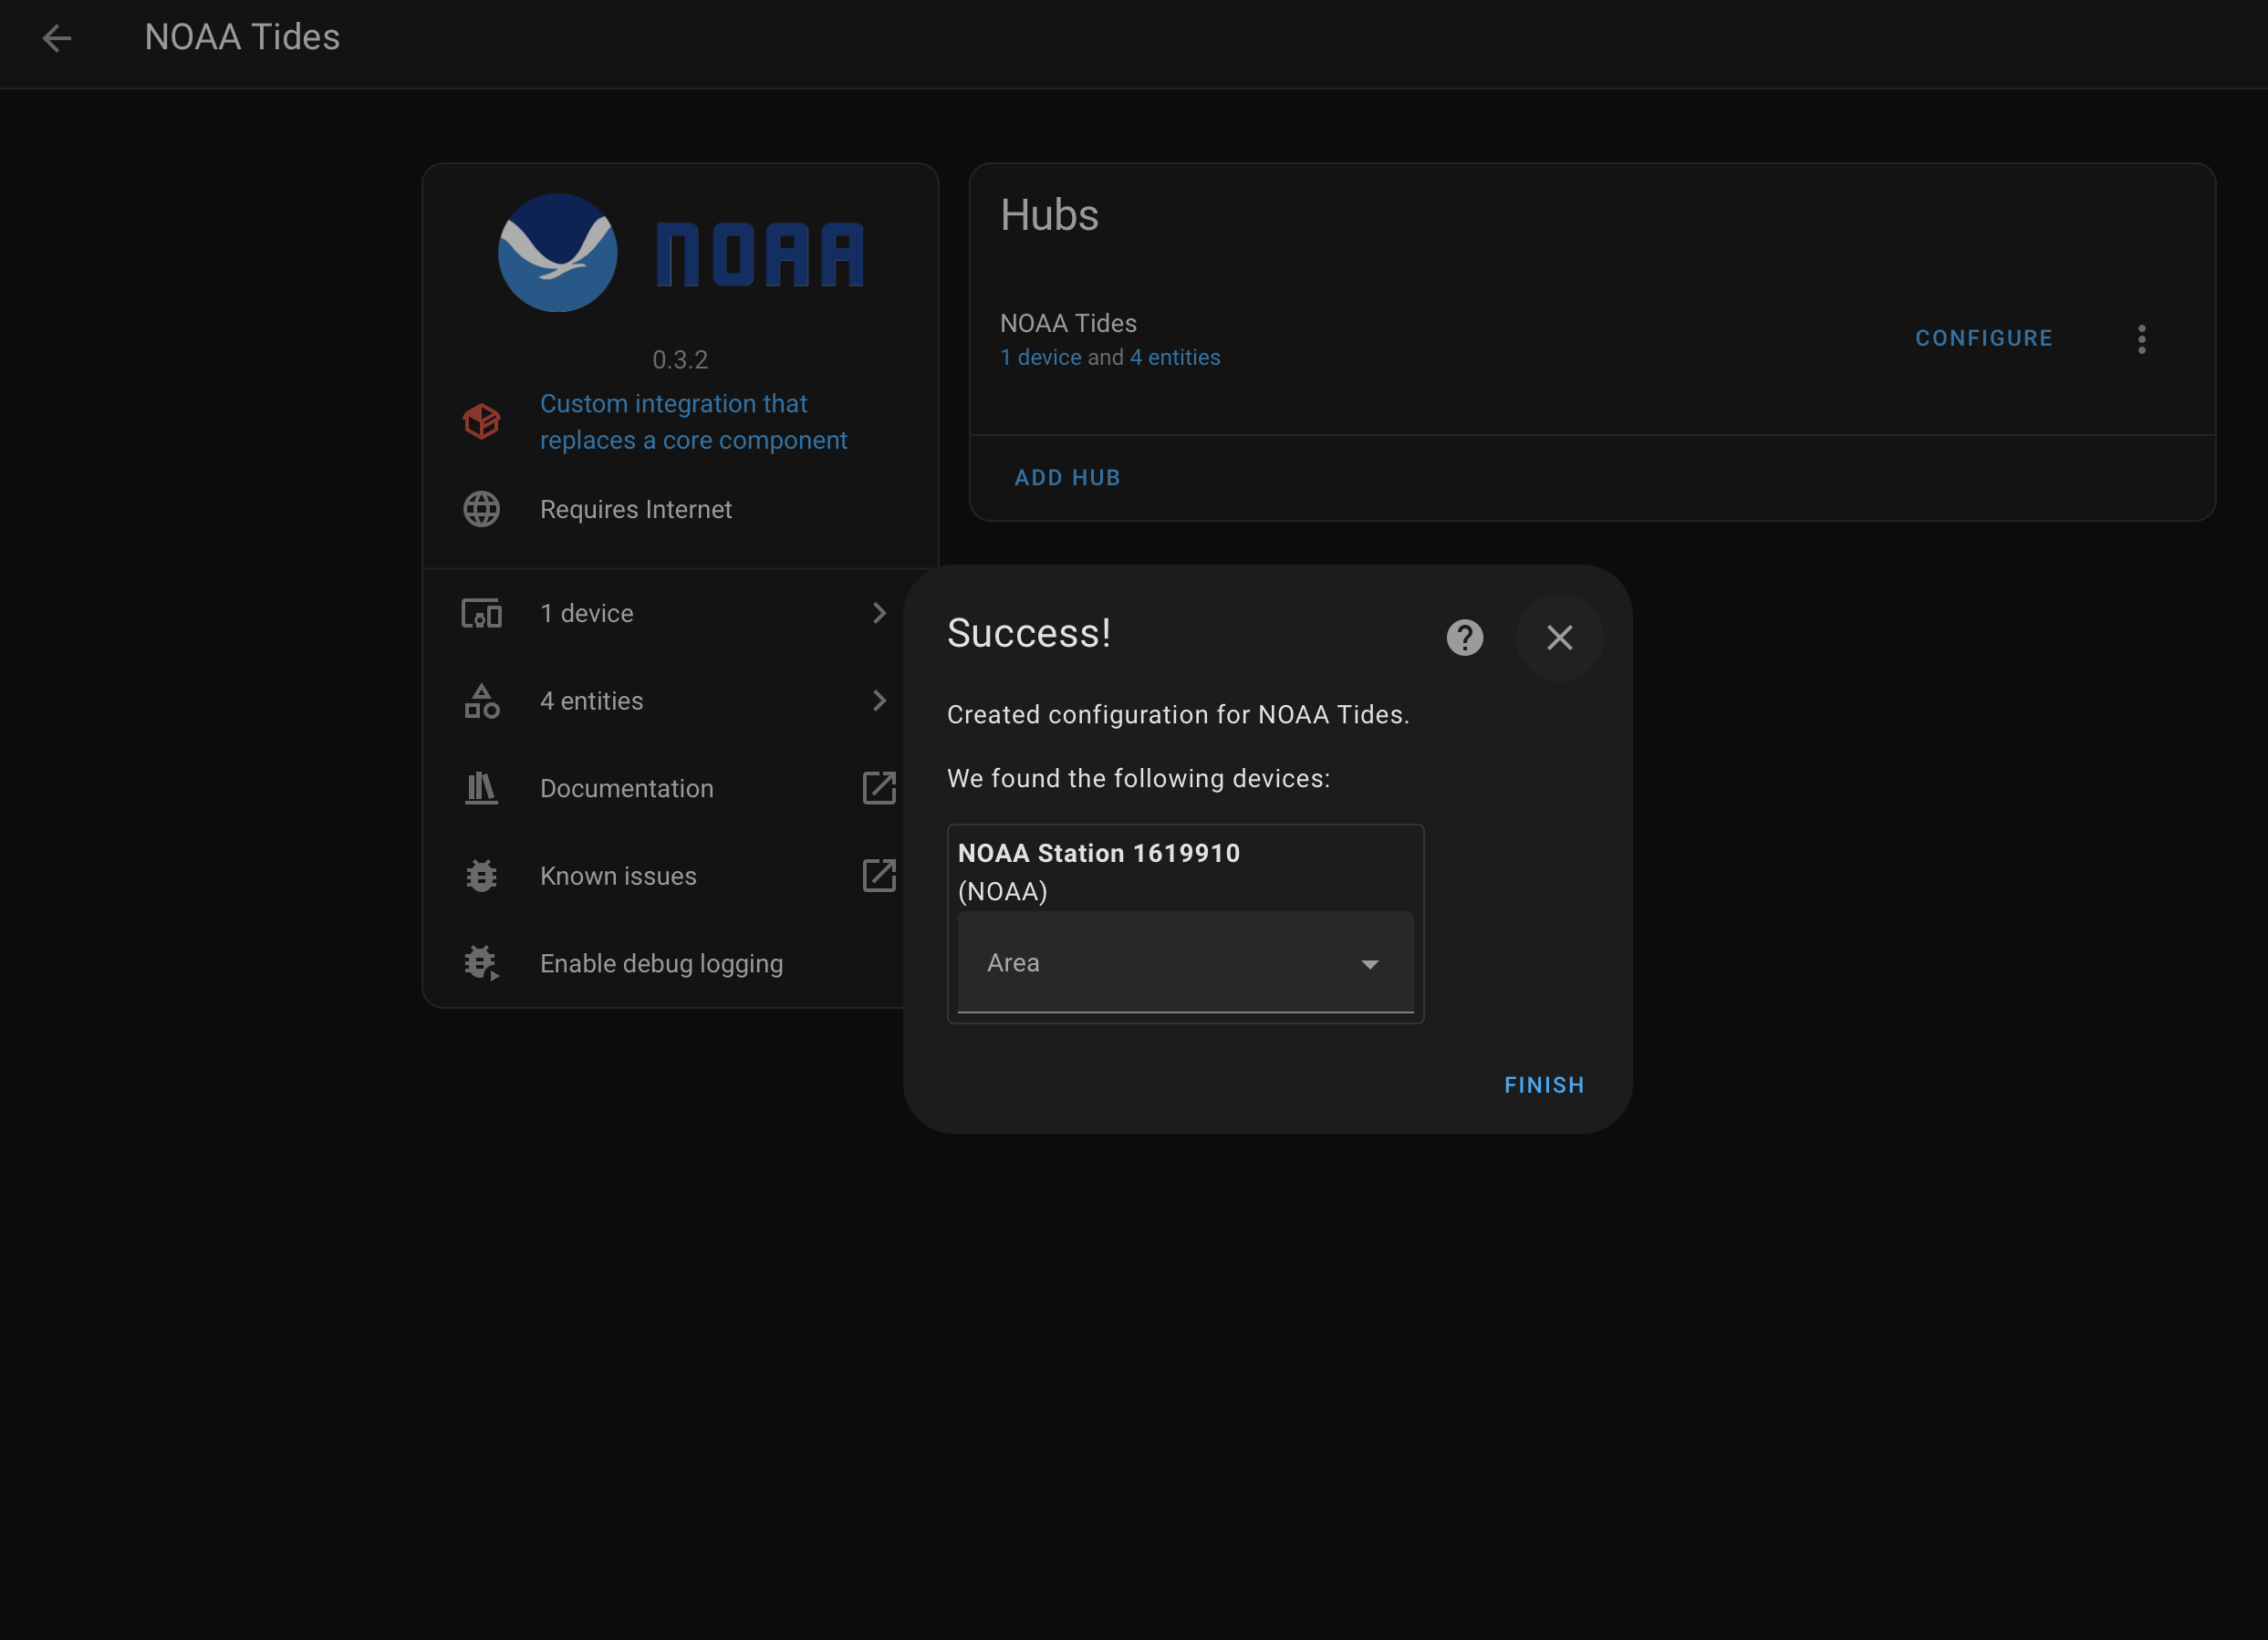 NOAA Tides
NOAA
0.3.2
Custom integration that
replaces a core component
Requires Internet
1 device
4 entities
Documentation
Known issues
Enable debug logging
Hubs
NOAA Tides
1 device and 4 entities
CONFIGURE
ADD HUB
Success!
Created configuration for NOAA Tides.
We found the following devices:
NOAA Station 1619910
(NOAA)
Area
FINISH